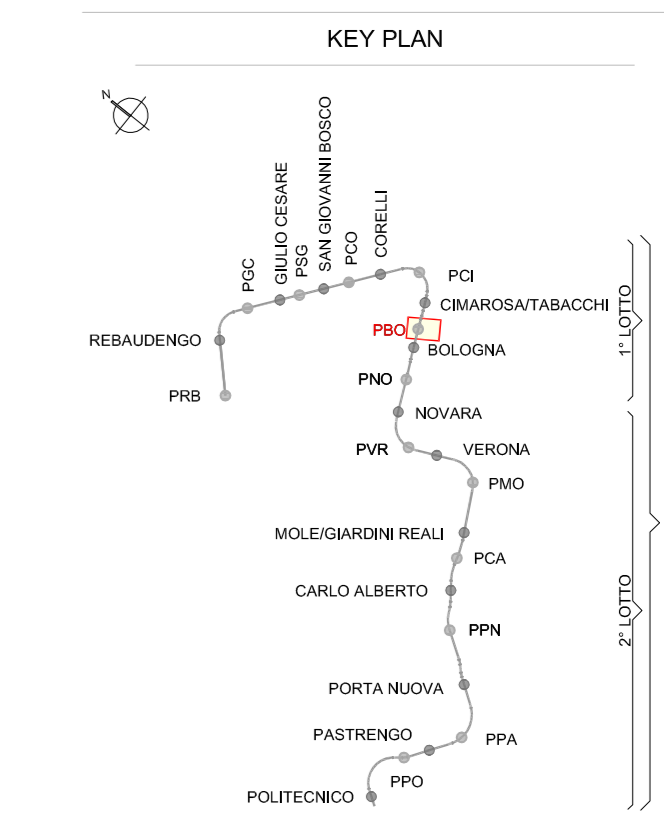 KEY PLAN
N
PGC
GIULIO CESARE
PSG
SAN GIOVANNI BOSCO
PCO
CORELLI
PCI
CIMAROSA/TABACCHI
PBO
REBAUDENGO
BOLOGNA
PNO
PRB
NOVARA
PVR
VERONA
PMO
MOLE/GIARDINI REALI
PCA
CARLO ALBERTO
PPN
PORTA NUOVA
PASTRENGO
PPA
PPO
POLITECNICO
1° LOTTO
2° LOTTO